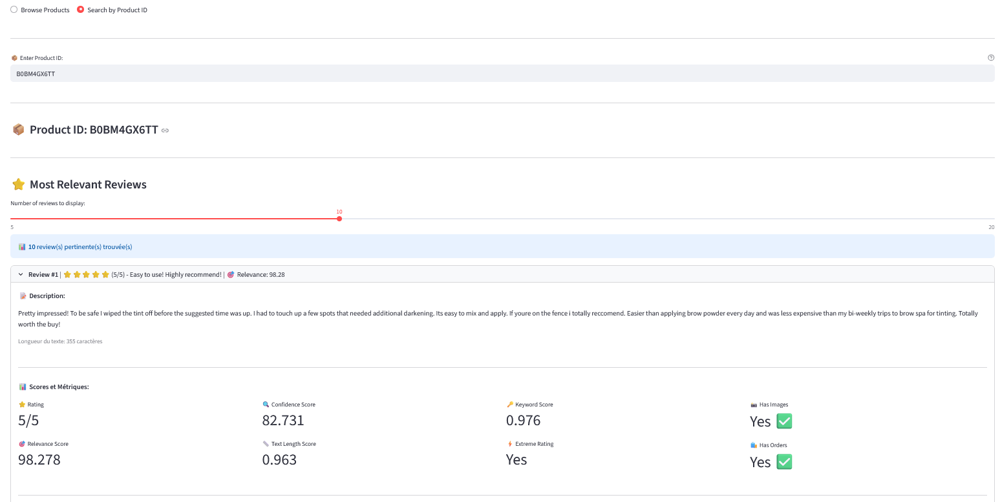 Browse Products Search by Product ID
Enter Product ID:
B0BM4GX6TT
Product ID: B0BM4GX6TT
Most Relevant Reviews
Number of reviews to display:
10
5 20
10 review(s) pertinente(s) trouvée(s)
Review #1 | ⭐⭐⭐⭐⭐ (5/5) - Easy to use! Highly recommend! | 🎯 Relevance: 98.28
Description:
Pretty impressed! To be safe I wiped the tint off before the suggested time was up. I had to touch up a few spots that needed additional darkening. Its easy to mix and apply. If youre on the fence i totally reccomend. Easier than applying brow powder every day and was less expensive than my bi-weekly trips to brow spa for tinting. Totally
worth the buy!
Longueur du texte: 355 caractères
Scores et Métriques:
Rating Confidence Score Keyword Score Has Images
5/5 82.731 0.976 Yes ✅
Relevance Score Text Length Score Extreme Rating Has Orders
98.278 0.963 Yes Yes ✅